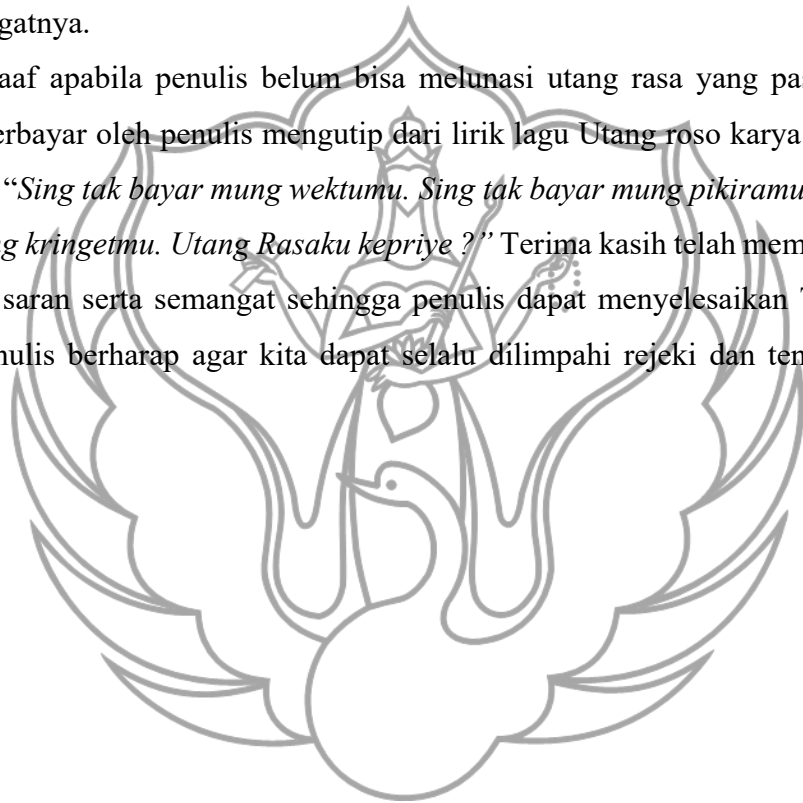 gatnya.
aaf apabila penulis belum bisa melunasi utang rasa yang pas
erbayar oleh penulis mengutip dari lirik lagu Utang roso karya
“Sing tak bayar mung wektumu. Sing tak bayar mung pikiramu
g kringetmu. Utang Rasaku kepriye ?” Terima kasih telah mem
saran serta semangat sehingga penulis dapat menyelesaikan T
nulis berharap agar kita dapat selalu dilimpahi rejeki dan ten